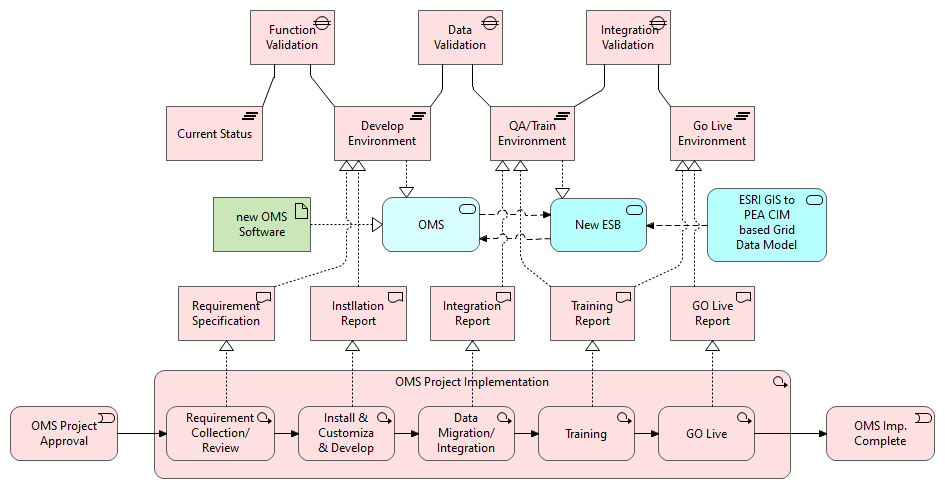 Function
Validation
Data
Validation
Integration
Validation
Current Status
Develop
Environment
QA/Train
Environment
Go Live
Environment
new OMS
Software
OMS
New ESB
ESRI GIS to
PEA CIM
based Grid
Data Model
Requirement
Specification
Instllation
Report
Integration
Report
Training
Report
GO Live
Report
OMS Project Implementation
OMS Project
Approval
Requirement
Collection/
Review
Install &
Customiza
& Develop
Data
Migration/
Integration
Training
GO Live
OMS Imp.
Complete